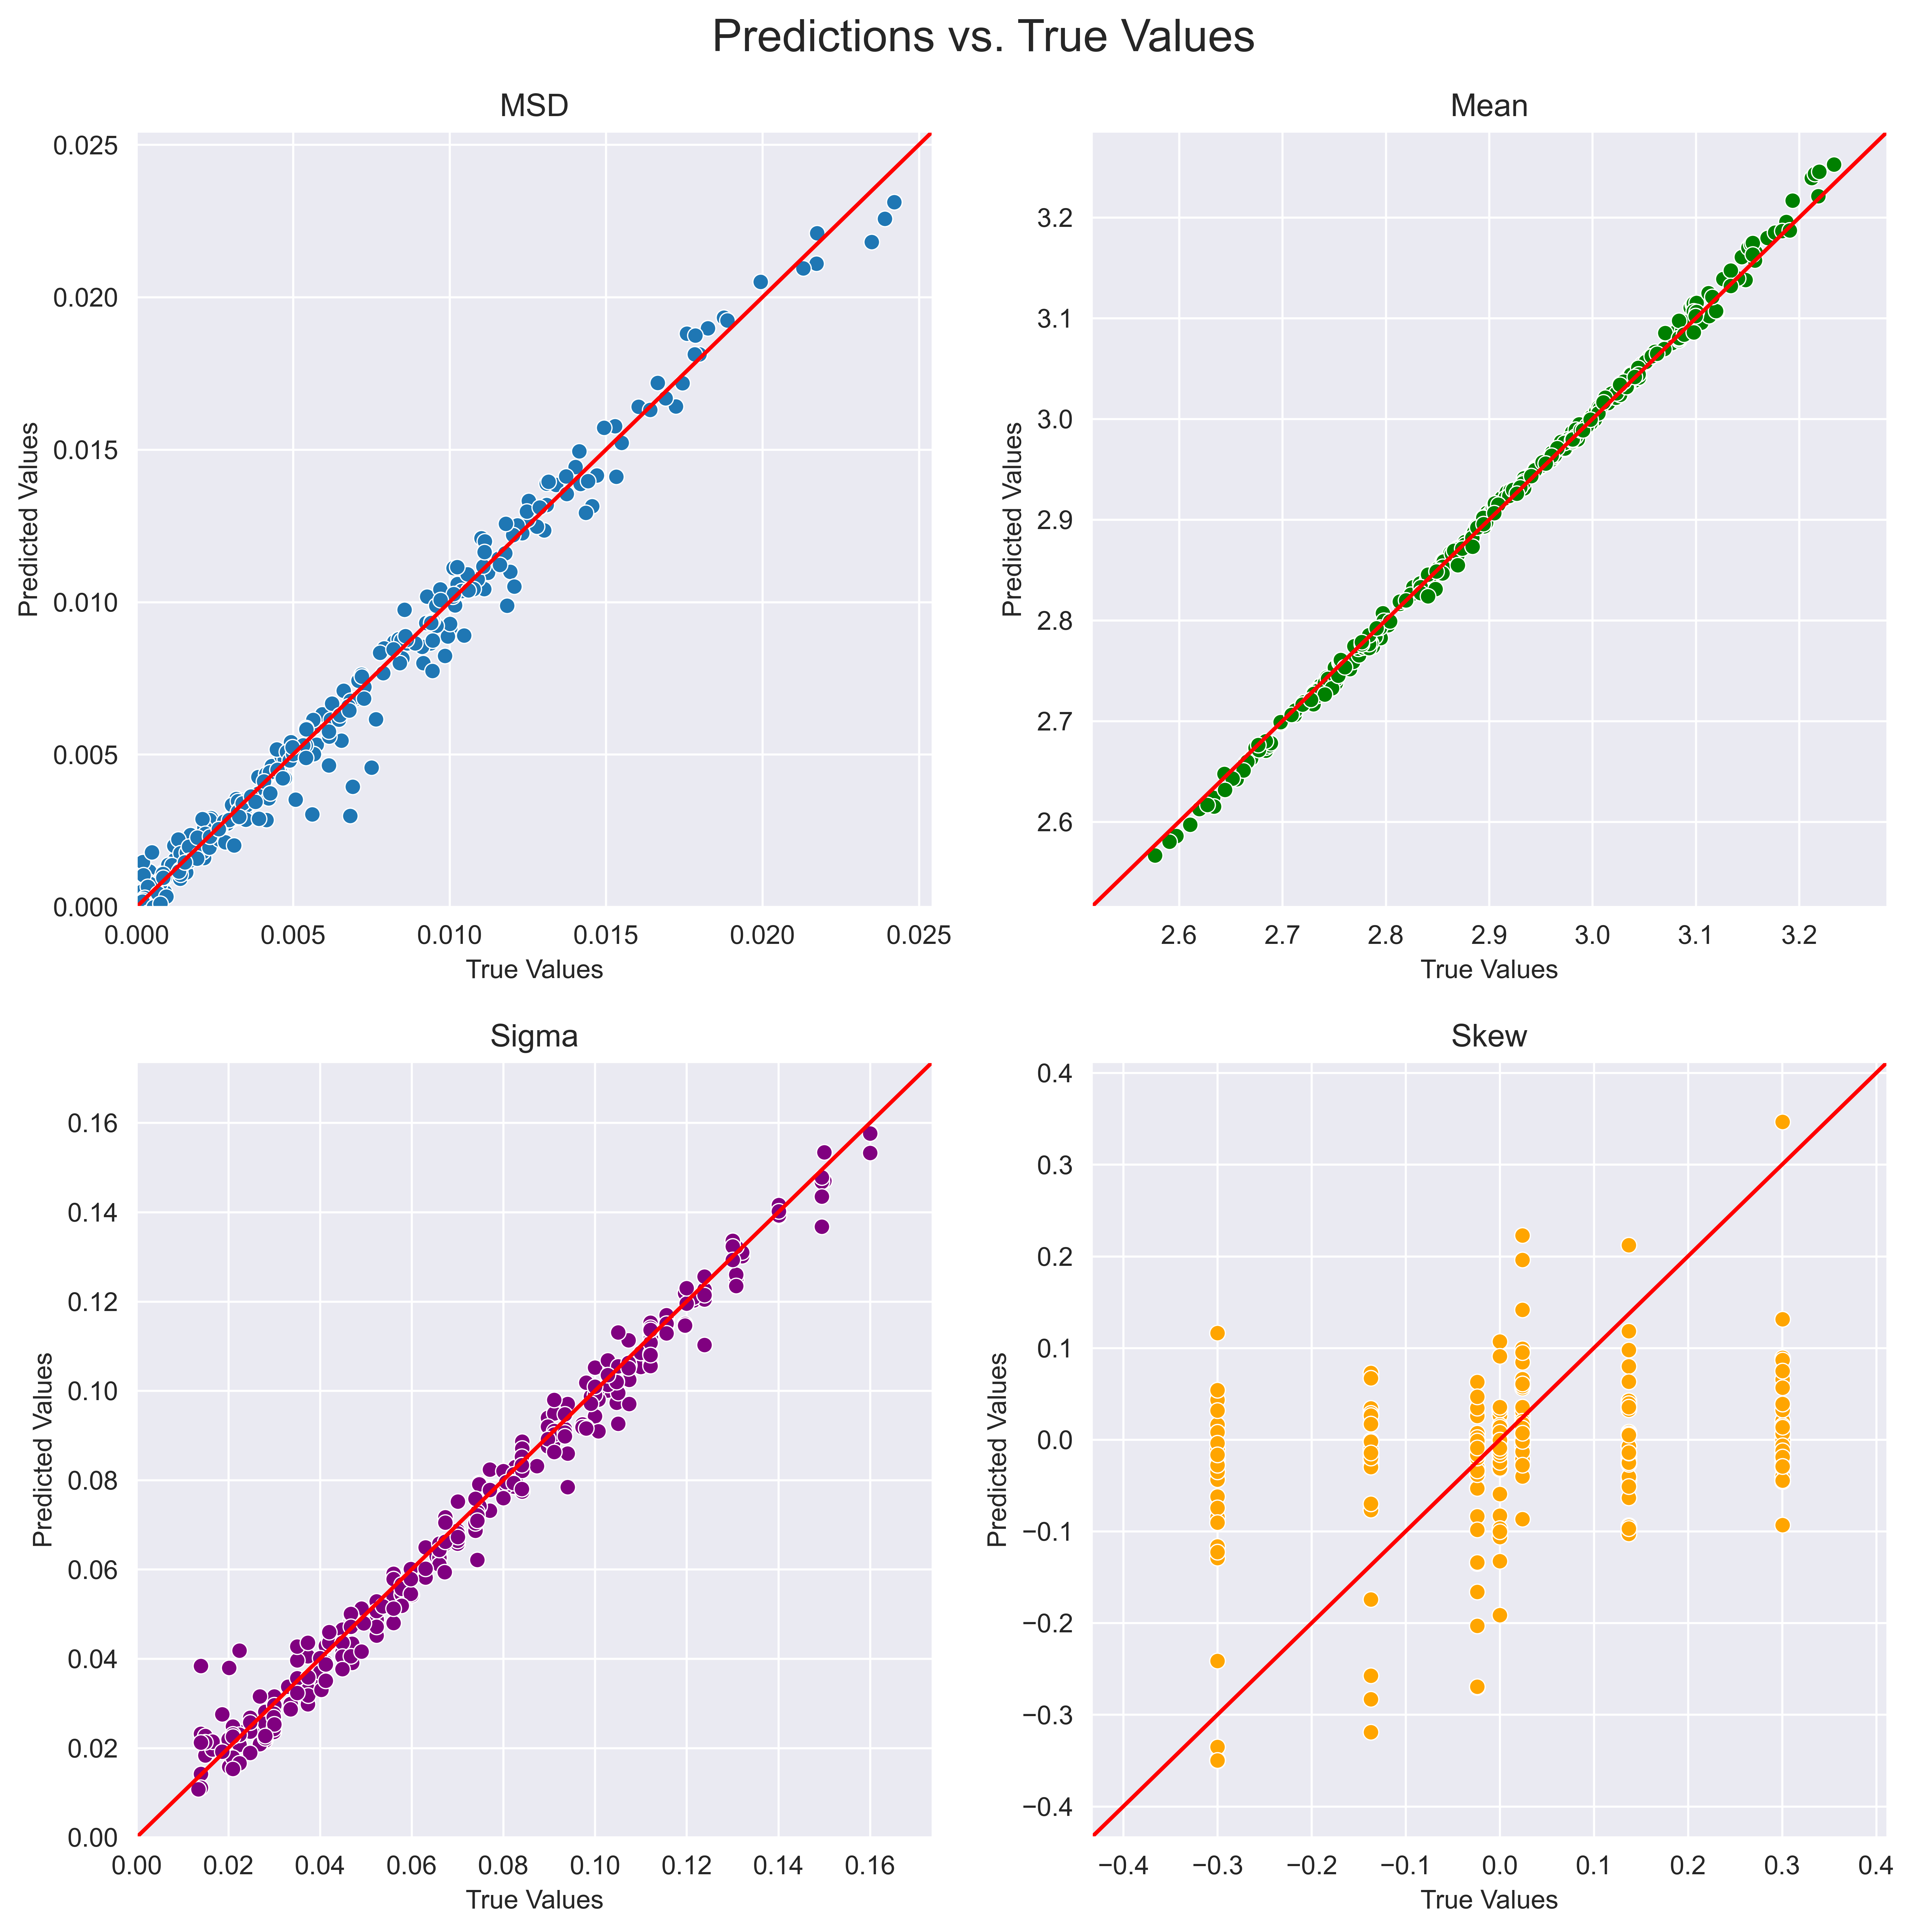 Predictions vs. True Values
MSD
Predicted Values
0.025
0.020
0.015
0.010
0.005
0.000
0.000 0.005 0.010 0.015 0.020 0.025
True Values
Mean
Predicted Values
3.2
3.1
3.0
2.9
2.8
2.7
2.6
2.6 2.7 2.8 2.9 3.0 3.1 3.2
True Values
Sigma
Predicted Values
0.16
0.14
0.12
0.10
0.08
0.06
0.04
0.02
0.00
0.00 0.02 0.04 0.06 0.08 0.10 0.12 0.14 0.16
True Values
Skew
Predicted Values
0.4
0.3
0.2
0.1
0.0
−0.1
−0.2
−0.3
−0.4
−0.4 −0.3 −0.2 −0.1 0.0 0.1 0.2 0.3 0.4
True Values